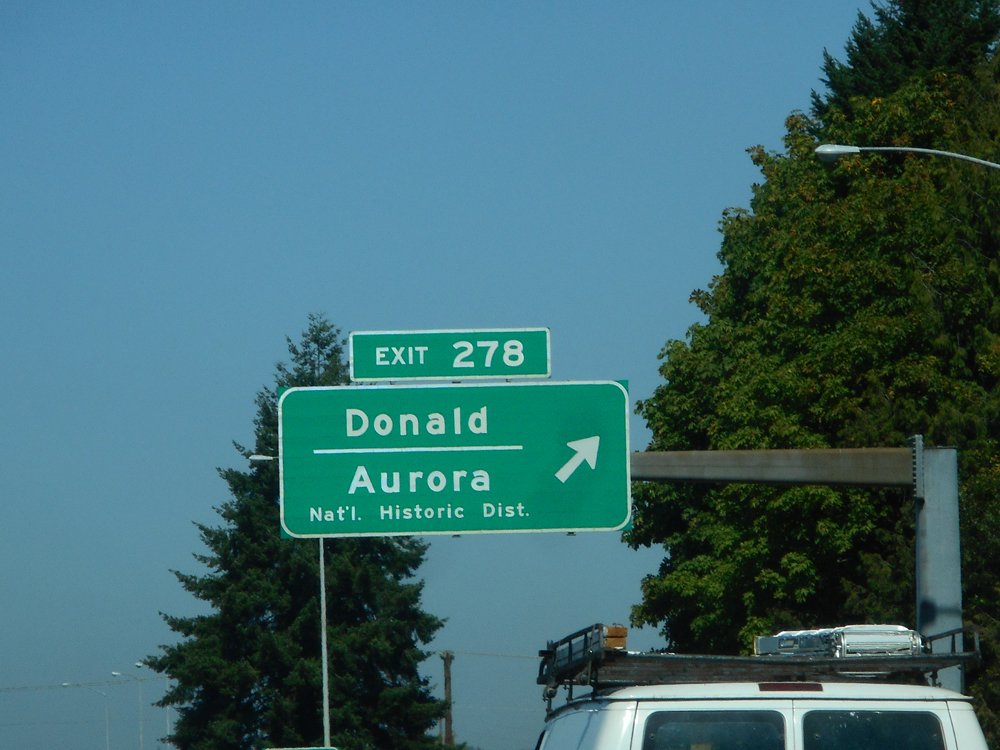 EXIT 278
Donald
Aurora
Nat'l. Historic Dist.